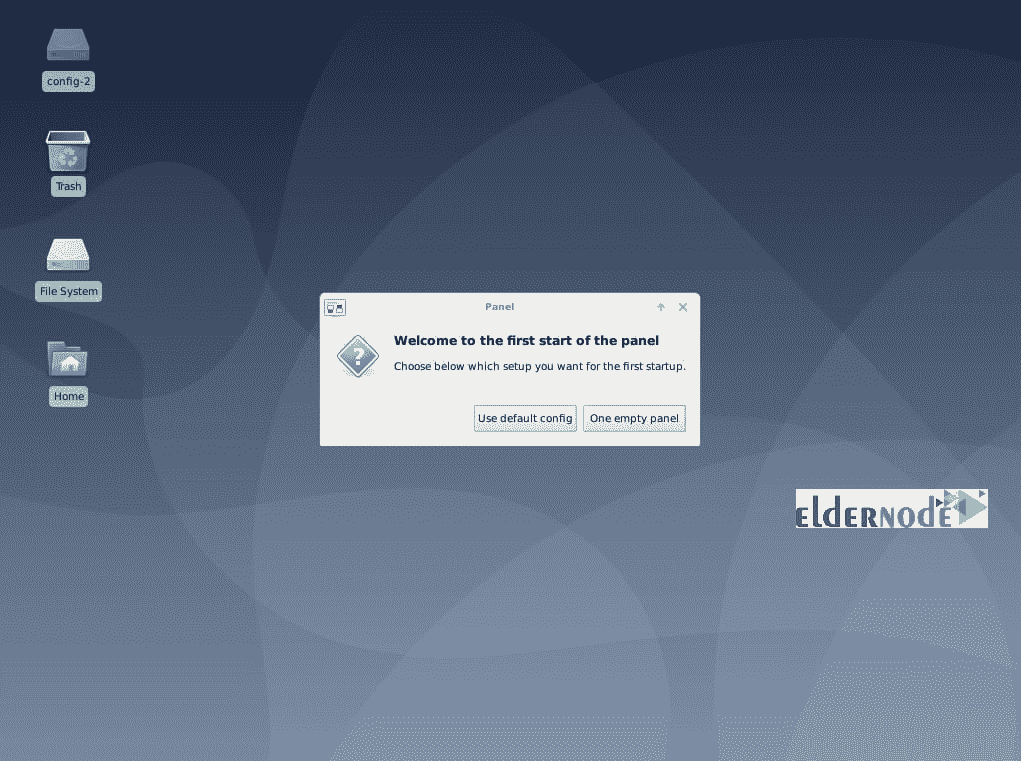 config-2
Trash
File System
Home
Panel
Welcome to the first start of the panel
Choose below which setup you want for the first startup.
Use default config
One empty panel
eldernode